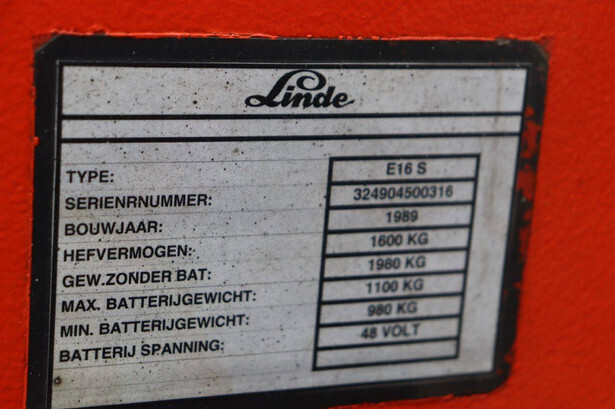 Linde
TYPE: E16 S
SERIENRNUMMER: 324904500316
BOUWJAAR: 1989
HEFVERMOGEN: 1600 KG
GEW.ZONDER BAT: 1980 KG
MAX. BATTERIJGEWICHT: 1100 KG
MIN. BATTERIJGEWICHT: 980 KG
BATTERIJ SPANNING: 48 VOLT